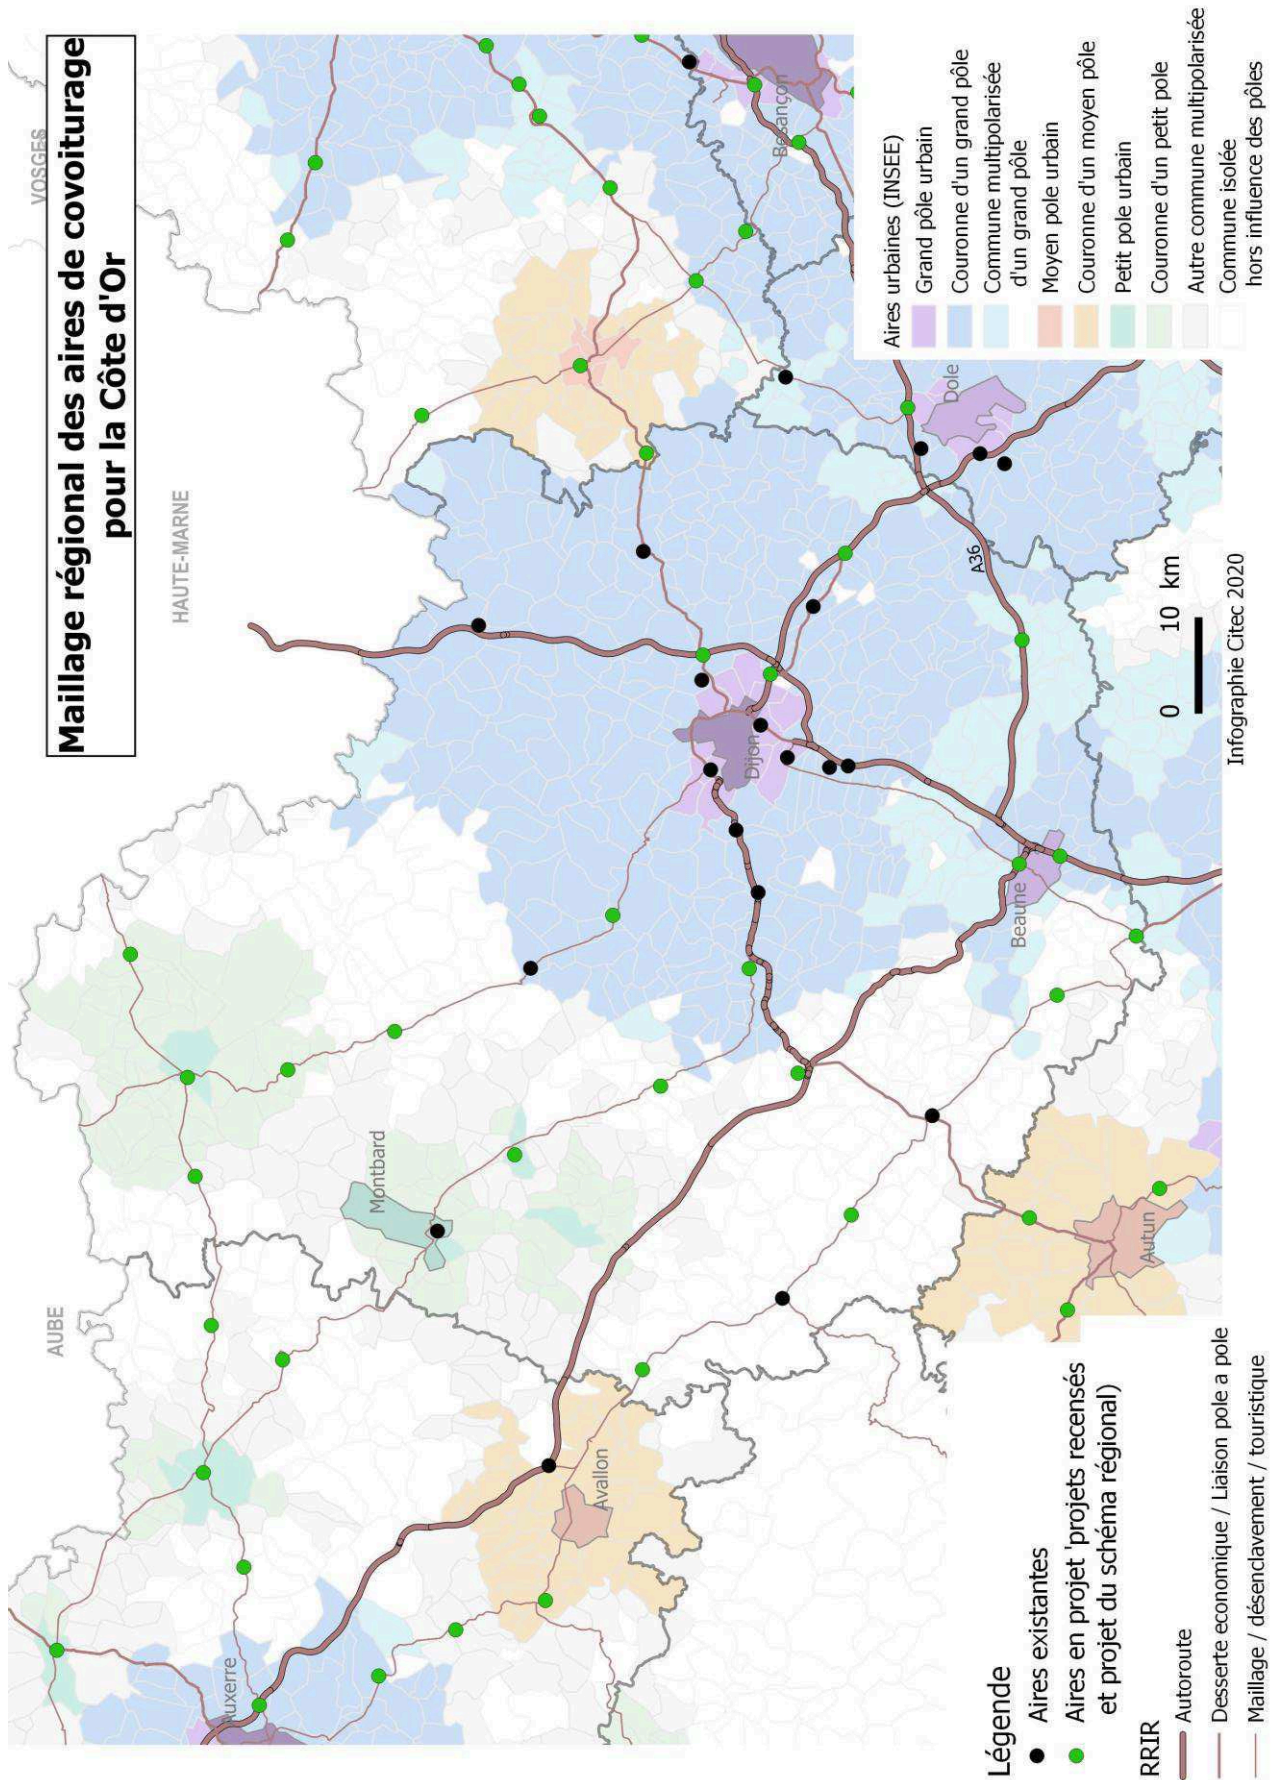 Maillage régional des aires de covoiturage
pour la Côte d'Or
VOSGES
HAUTE-MARNE
AUBE
Besançon
Dole
Dijon
A36
Beaune
Montbard
Autun
Avallon
Auxerre
Légende
Aires existantes
Aires en projet 'projets recensés
et projet du schéma régional)
RRIR
Autoroute
Desserte economique / Liaison pole a pole
Maillage / désenclavement / touristique
0 10 km
Infographie Citec 2020
Aires urbaines (INSEE)
Grand pôle urbain
Couronne d'un grand pôle
Commune multipolarisée
d'un grand pôle
Moyen pole urbain
Couronne d'un moyen pôle
Petit pole urbain
Couronne d'un petit pole
Autre commune multipolarisée
Commune isolée
hors influence des pôles